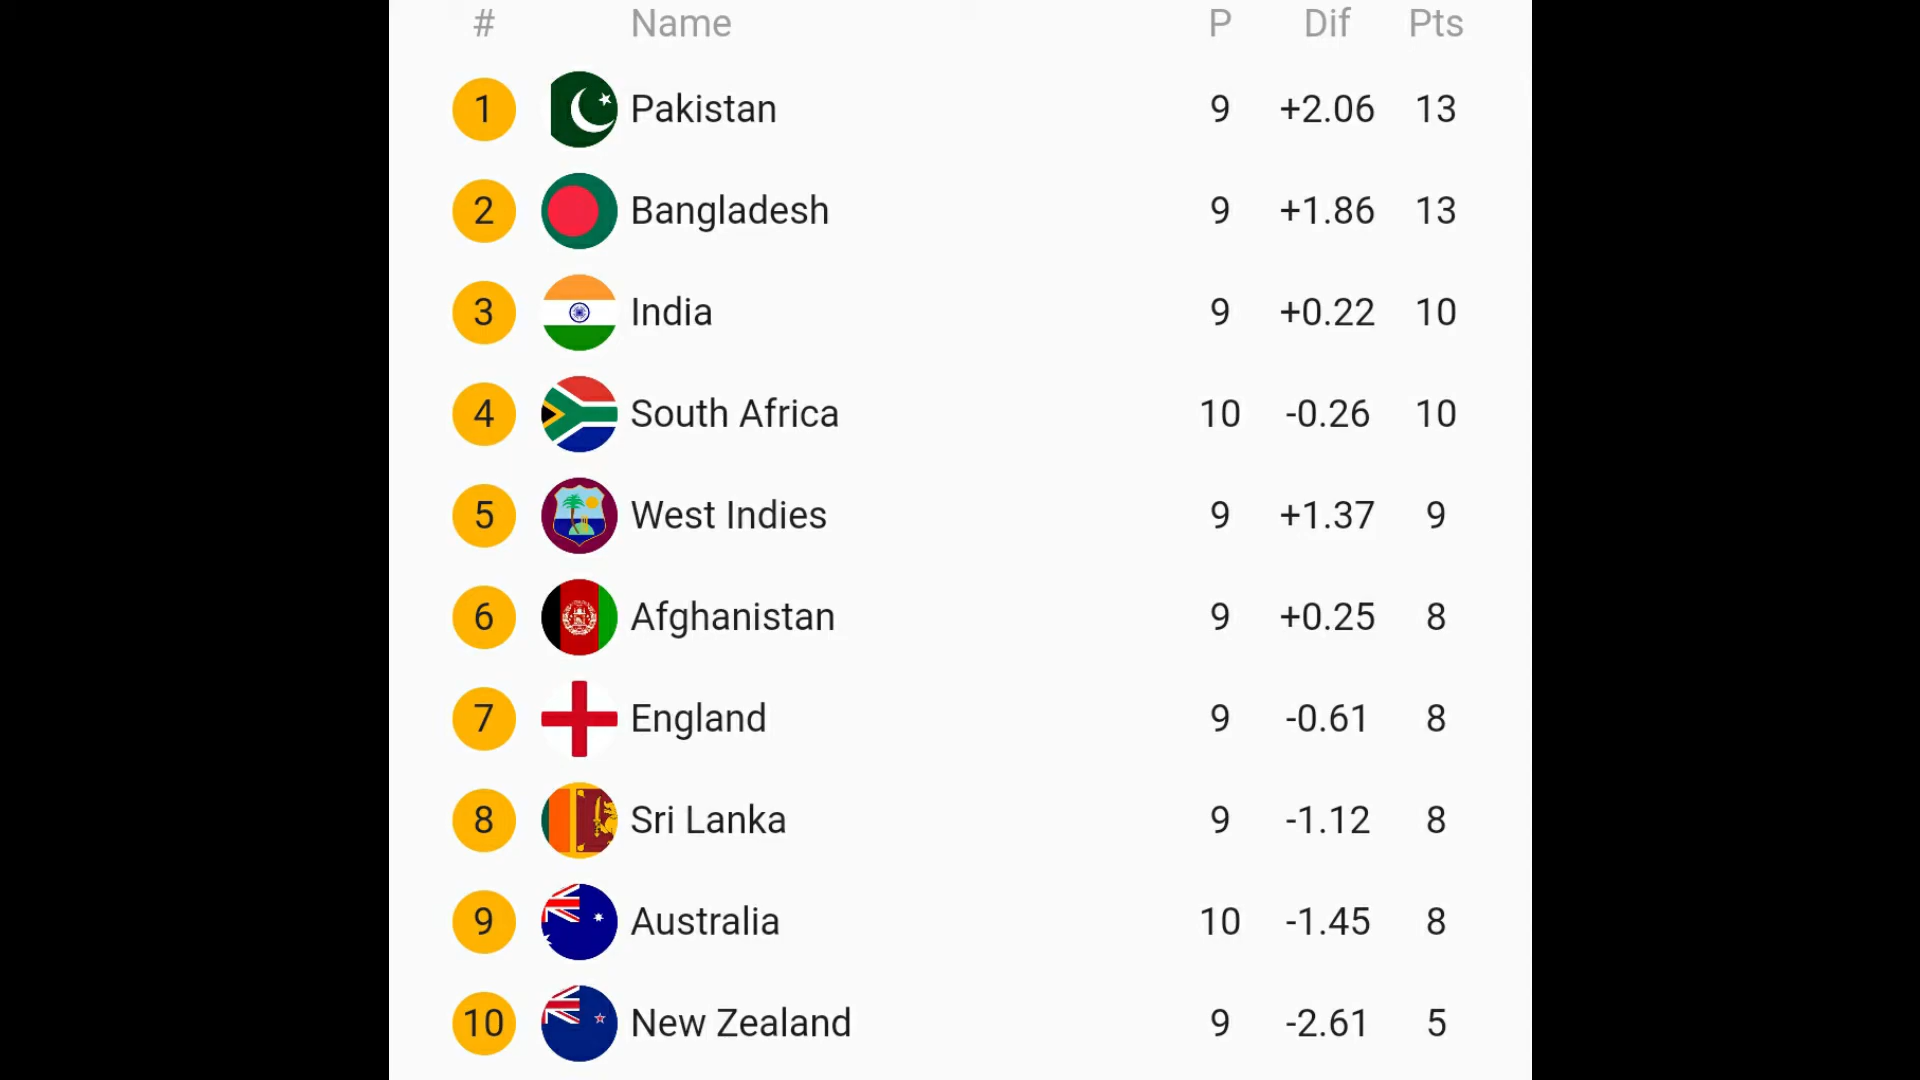 # Name P Dif Pts
1 Pakistan 9 +2.06 13
2 Bangladesh 9 +1.86 13
3 India 9 +0.22 10
4 South Africa 10 -0.26 10
5 West Indies 9 +1.37 9
6 Afghanistan 9 +0.25 8
7 England 9 -0.61 8
8 Sri Lanka 9 -1.12 8
9 Australia 10 -1.45 8
10 New Zealand 9 -2.61 5